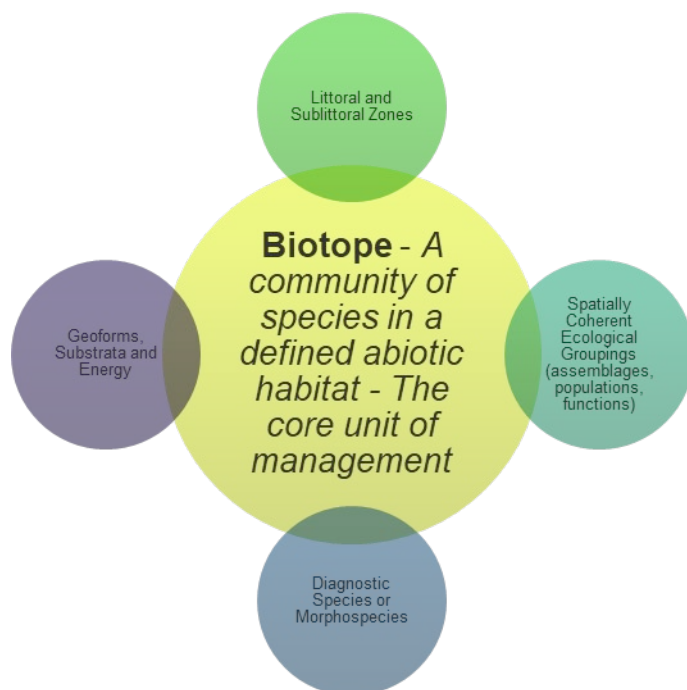 Littoral and
Sublittoral Zones
Biotope - A
community of
species in a
defined abiotic
habitat - The
core unit of
management
Geoforms,
Substrata and
Energy
Spatially
Coherent
Ecological
Groupings
(assemblages,
populations,
functions)
Diagnostic
Species or
Morphospecies